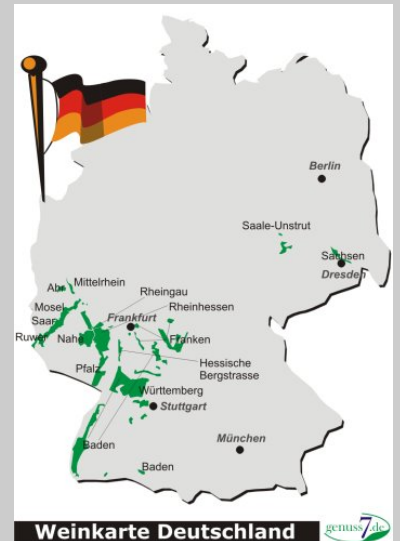 Berlin
Saale-Unstrut
Sachsen
Dresden
Ahr
Mittelrhein
Rheingau
Mosel
Rheinhessen
Saar
Frankfurt
Ruwer
Nahe
Franken
Pfalz
Hessische
Bergstrasse
Württemberg
Stuttgart
Baden
München
Baden
Weinkarte Deutschland
genuss7.de